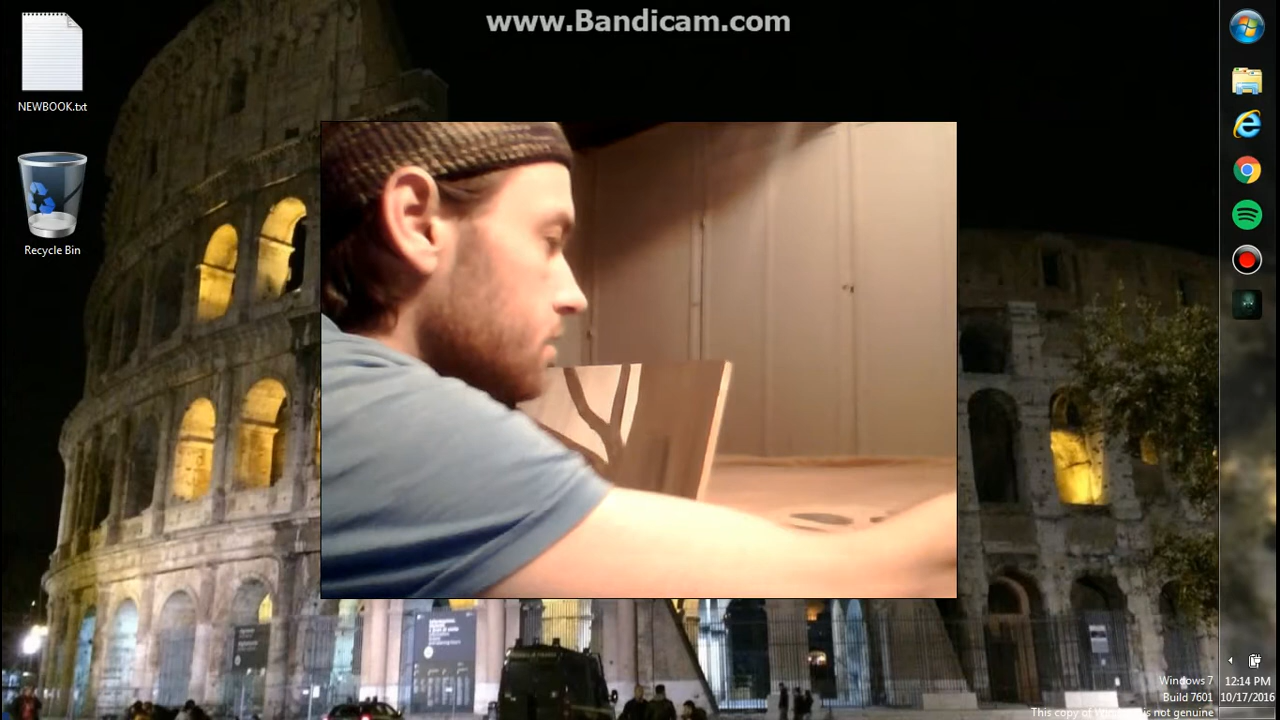 www.Bandicam.com
NEWBOOK.txt
Recycle Bin
Windows 7
Build 7601
This copy of Windows is not genuine
12:14 PM
10/17/2016